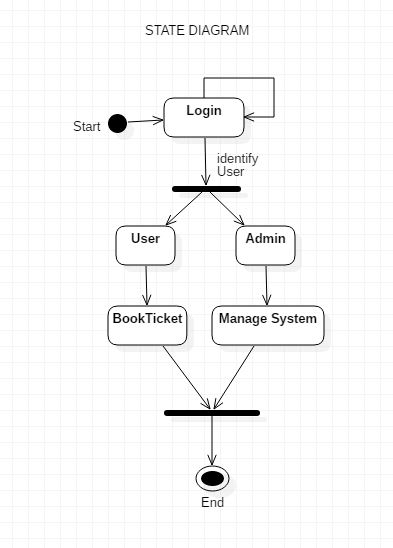 STATE DIAGRAM
Login
Start
identify
User
User
Admin
BookTicket
Manage System
End